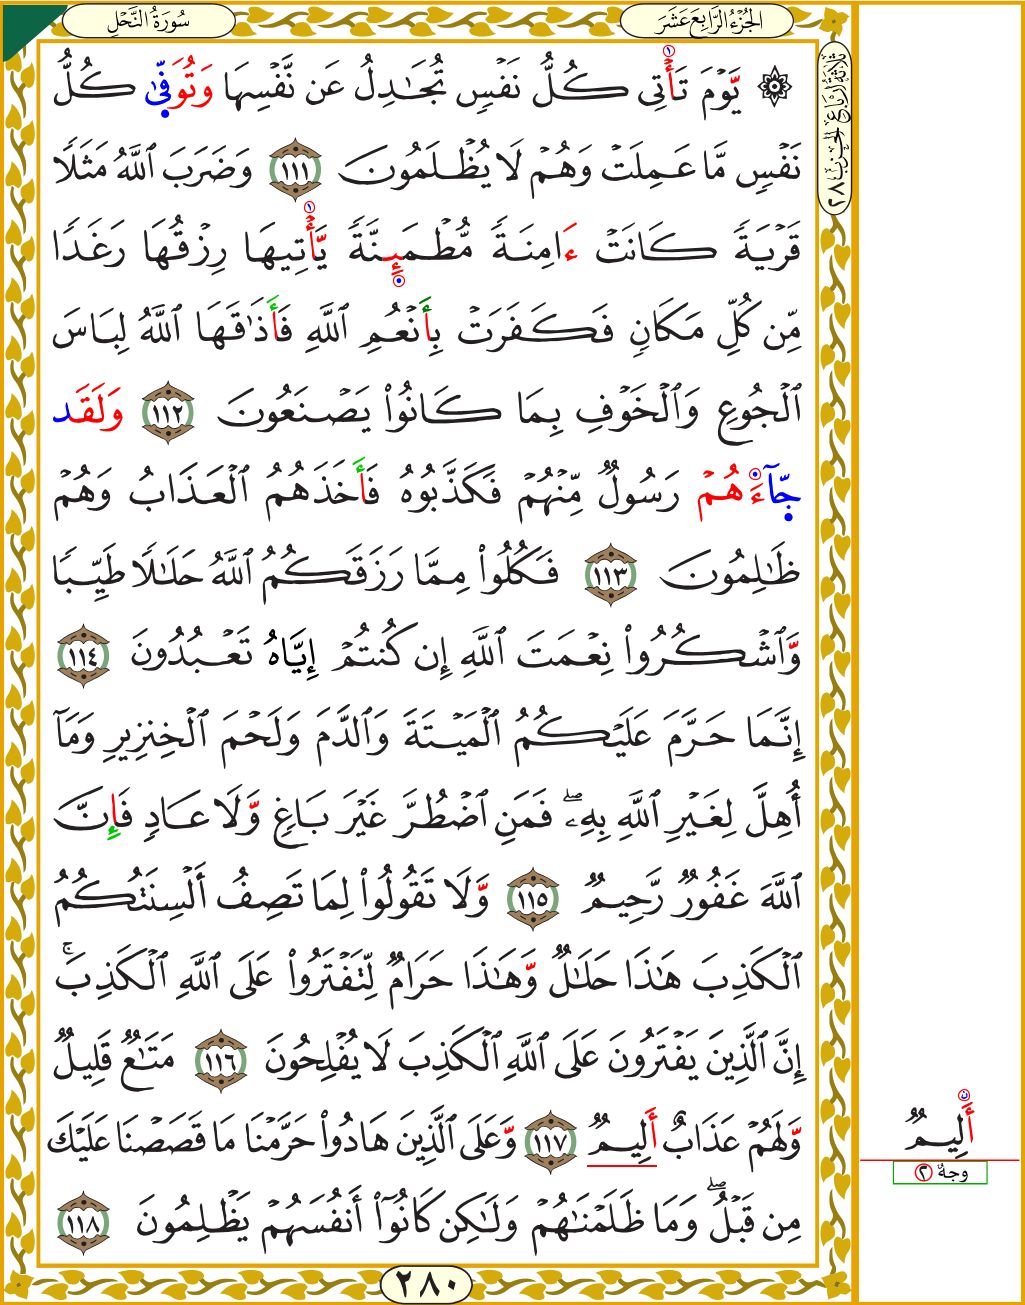 سُورَةُ النَّحْلِ
الجُزْءُ الرَّابِعَ عَشَرَ
ثَلَاثَةُ أَرْبَاعِ الحِزْبِ ٢٨
۞ يَّوْمَ تَأْتِى كُلُّ نَفْسٍ تُجَٰدِلُ عَن نَّفْسِهَا وَتُوَفّىٰ كُلُّ
نَفْسٍ مَّا عَمِلَتْ وَهُمْ لَا يُظْلَمُونَ ١١١ وَضَرَبَ ٱللَّهُ مَثَلًا
قَرْيَةً كَانَتْ ءَامِنَةً مُّطْمَئِنَّةً يَّأْتِيهَا رِزْقُهَا رَغَدًا
مِّن كُلِّ مَكَانٍ فَكَفَرَتْ بِأَنْعُمِ ٱللَّهِ فَأَذَٰقَهَا ٱللَّهُ لِبَاسَ
ٱلْجُوعِ وَٱلْخَوْفِ بِمَا كَانُوا۟ يَصْنَعُونَ ١١٢ وَلَقَد
جَّآءَهُمْ رَسُولٌ مِّنْهُمْ فَكَذَّبُوهُ فَأَخَذَهُمُ ٱلْعَذَابُ وَهُمْ
ظَٰلِمُونَ ١١٣ فَكُلُوا۟ مِمَّا رَزَقَكُمُ ٱللَّهُ حَلَٰلًا طَيِّبًا
وَّٱشْكُرُوا۟ نِعْمَتَ ٱللَّهِ إِن كُنتُمْ إِيَّاهُ تَعْبُدُونَ ١١٤
إِنَّمَا حَرَّمَ عَلَيْكُمُ ٱلْمَيْتَةَ وَٱلدَّمَ وَلَحْمَ ٱلْخِنزِيرِ وَمَآ
أُهِلَّ لِغَيْرِ ٱللَّهِ بِهِۦۖ فَمَنِ ٱضْطُرَّ غَيْرَ بَاغٍ وَّلَا عَادٍ فَإِنَّ
ٱللَّهَ غَفُورٌ رَّحِيمٌ ١١٥ وَّلَا تَقُولُوا۟ لِمَا تَصِفُ أَلْسِنَتُكُمُ
ٱلْكَذِبَ هَٰذَا حَلَٰلٌ وَّهَٰذَا حَرَامٌ لِّتَفْتَرُوا۟ عَلَى ٱللَّهِ ٱلْكَذِبَۚ
إِنَّ ٱلَّذِينَ يَفْتَرُونَ عَلَى ٱللَّهِ ٱلْكَذِبَ لَا يُفْلِحُونَ ١١٦ مَتَٰعٌ قَلِيلٌ
وَّلَهُمْ عَذَابٌ أَلِيمٌ ١١٧ وَّعَلَى ٱلَّذِينَ هَادُوا۟ حَرَّمْنَا مَا قَصَصْنَا عَلَيْكَ
مِن قَبْلُۖ وَمَا ظَلَمْنَٰهُمْ وَلَٰكِن كَانُوٓا۟ أَنفُسَهُمْ يَظْلِمُونَ ١١٨
أَلِيمٌ
وجهٌ ٢
٢٨٠